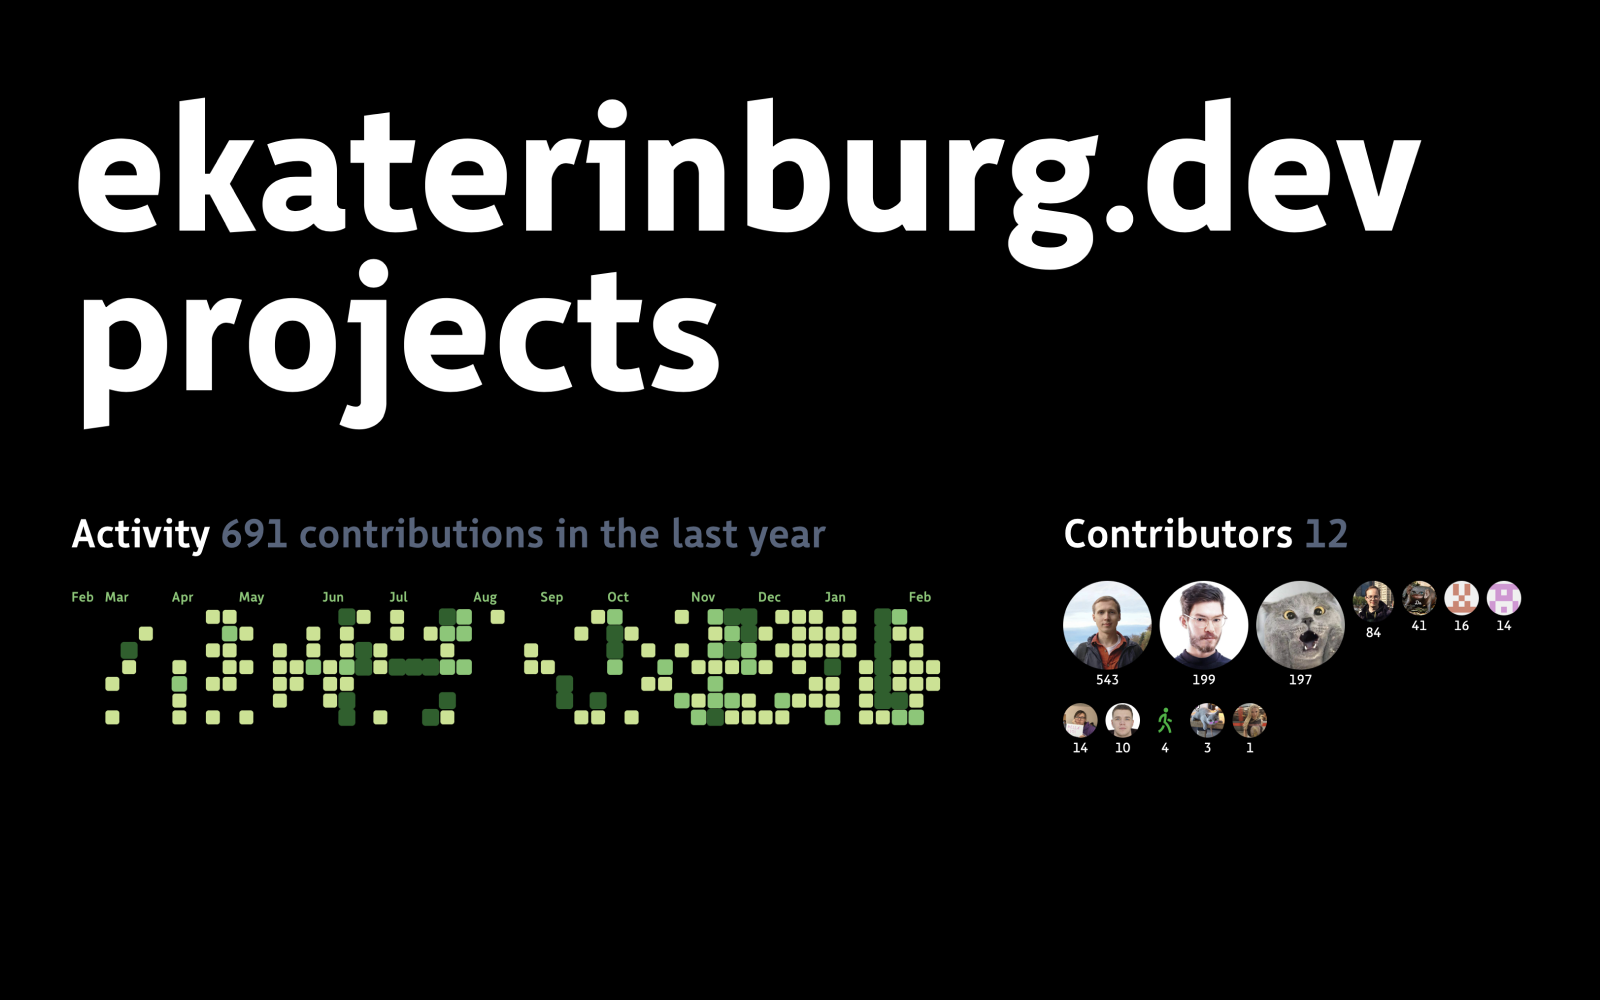 ekaterinburg.dev
projects
Activity 691 contributions in the last year
Feb Mar Apr May Jun Jul Aug Sep Oct Nov Dec Jan Feb
Contributors 12
543 199 197 84 41 16 14
14 10 4 3 1